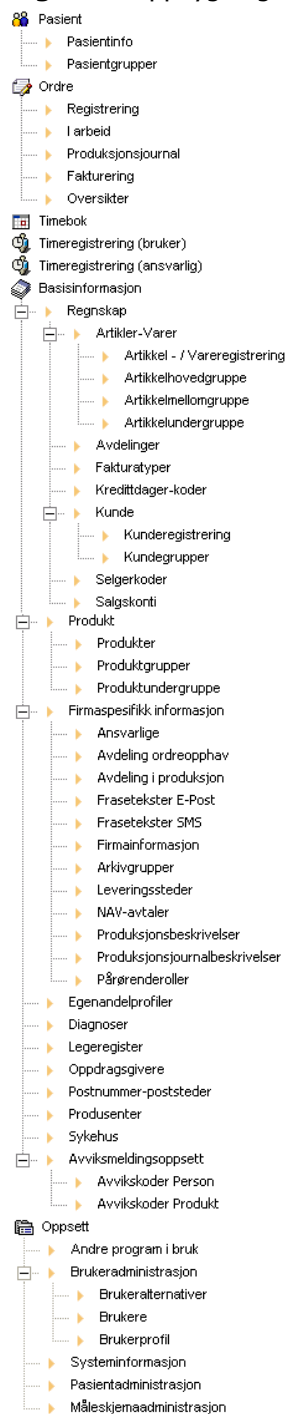 Pasient
Pasientinfo
Pasientgrupper
Ordre
Registrering
I arbeid
Produksjonsjournal
Fakturering
Oversikter
Timebok
Timeregistrering (bruker)
Timeregistrering (ansvarlig)
Basisinformasjon
Regnskap
Artikler-Varer
Artikkel - / Vareregistrering
Artikkelhovedgruppe
Artikkelmellomgruppe
Artikkelundergruppe
Avdelinger
Fakturatyper
Kredittdager-koder
Kunde
Kunderegistrering
Kundegrupper
Selgerkoder
Salgskonti
Produkt
Produkter
Produktgrupper
Produktundergruppe
Firmaspesifikk informasjon
Ansvarlige
Avdeling ordreopphav
Avdeling i produksjon
Frasetekster E-Post
Frasetekster SMS
Firmainformasjon
Arkivgrupper
Leveringssteder
NAV-avtaler
Produksjonsbeskrivelser
Produksjonsjournalbeskrivelser
Pårørenderoller
Egenandelprofiler
Diagnoser
Legeregister
Oppdragsgivere
Postnummer-poststeder
Produsenter
Sykehus
Avviksmeldingsoppsett
Avvikskoder Person
Avvikskoder Produkt
Oppsett
Andre program i bruk
Brukeradministrasjon
Brukeralternativer
Brukere
Brukerprofil
Systeminformasjon
Pasientadministrasjon
Måleskjemaadministrasjon